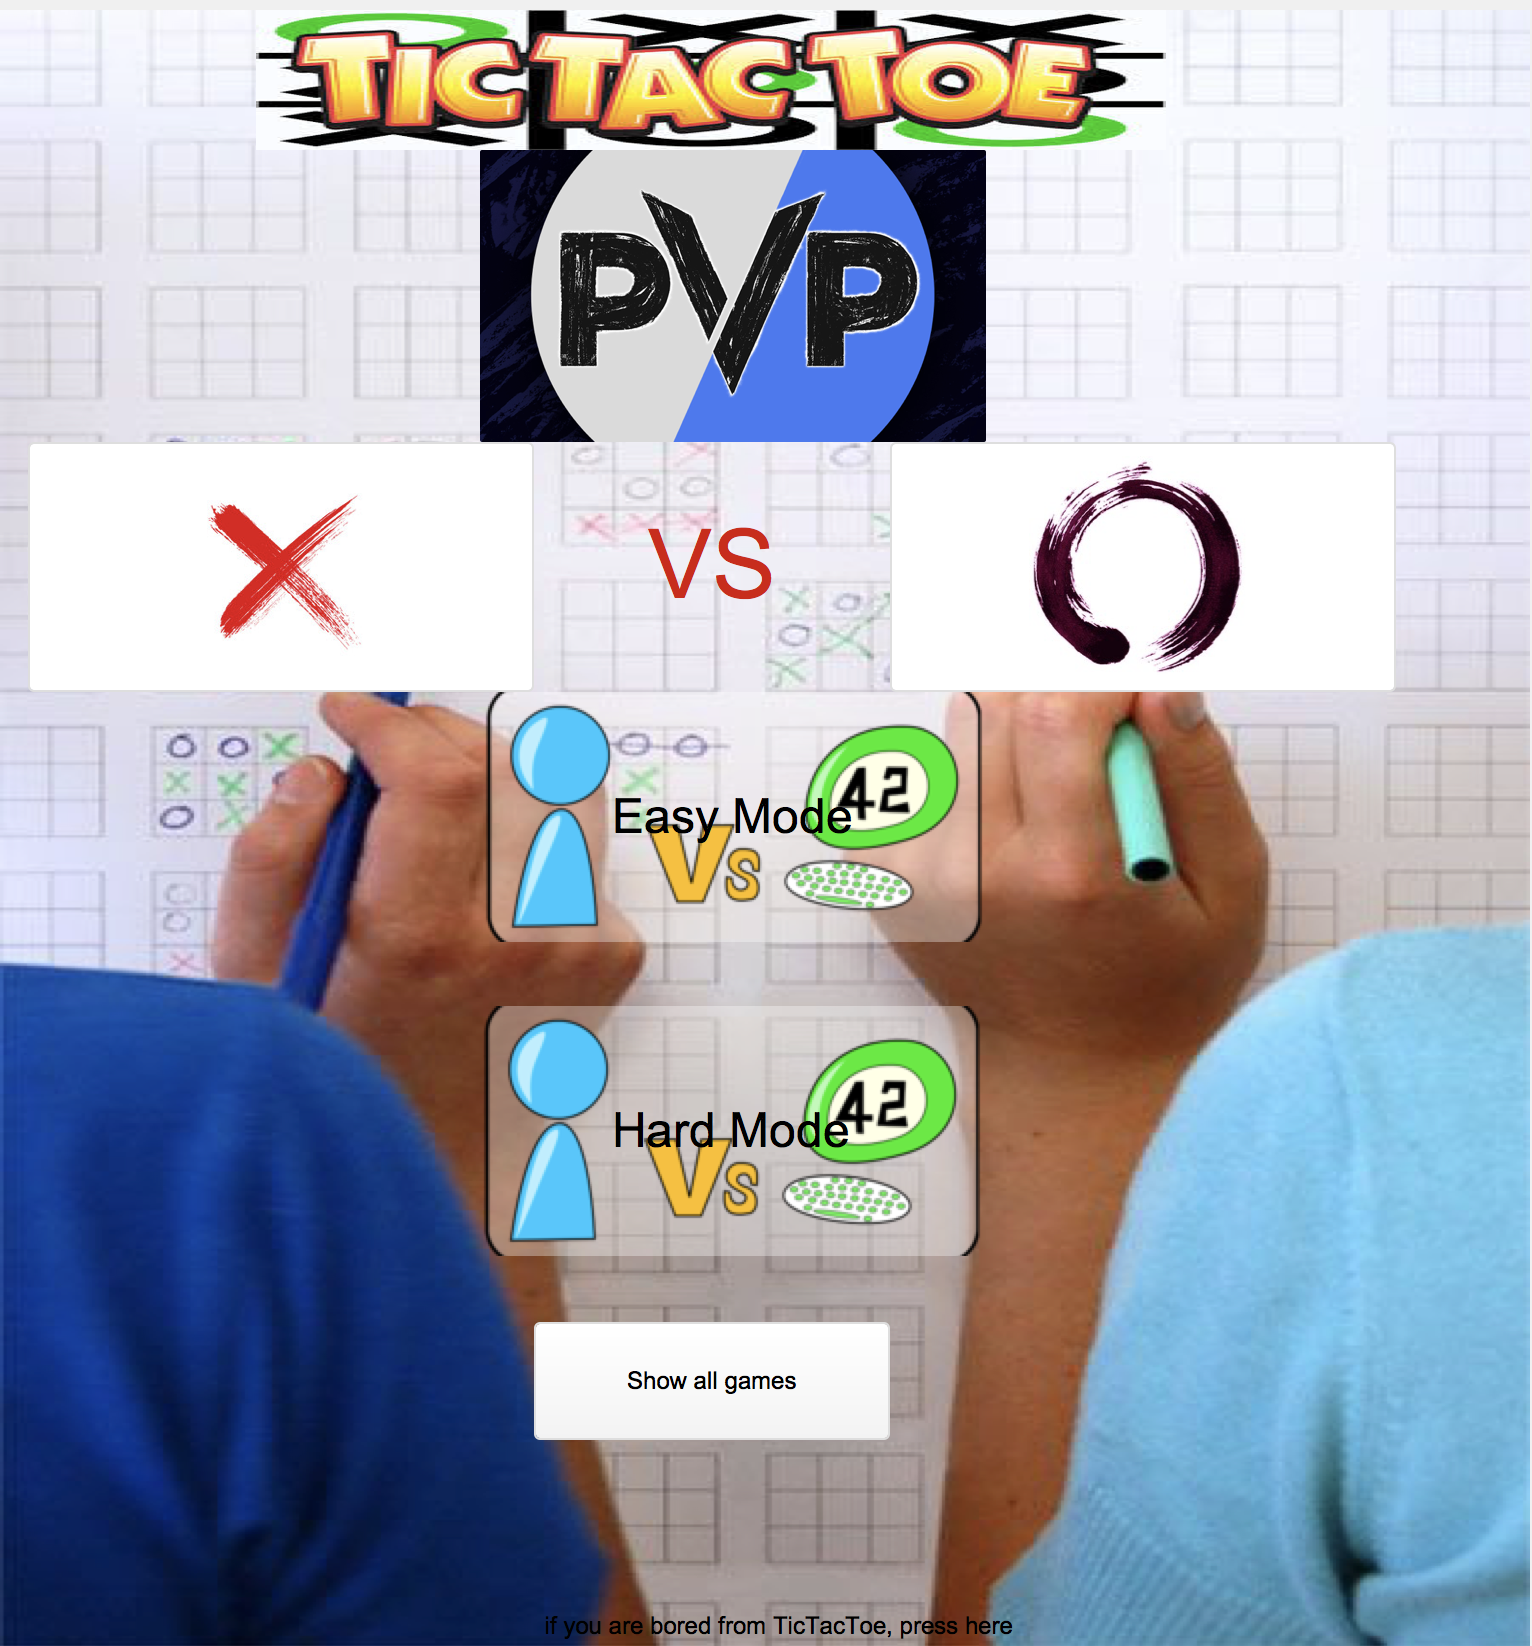 TIC TAC TOE
PVP
VS
42
Easy Mode
Vs
42
Hard Mode
Vs
Show all games
if you are bored from TicTacToe, press here